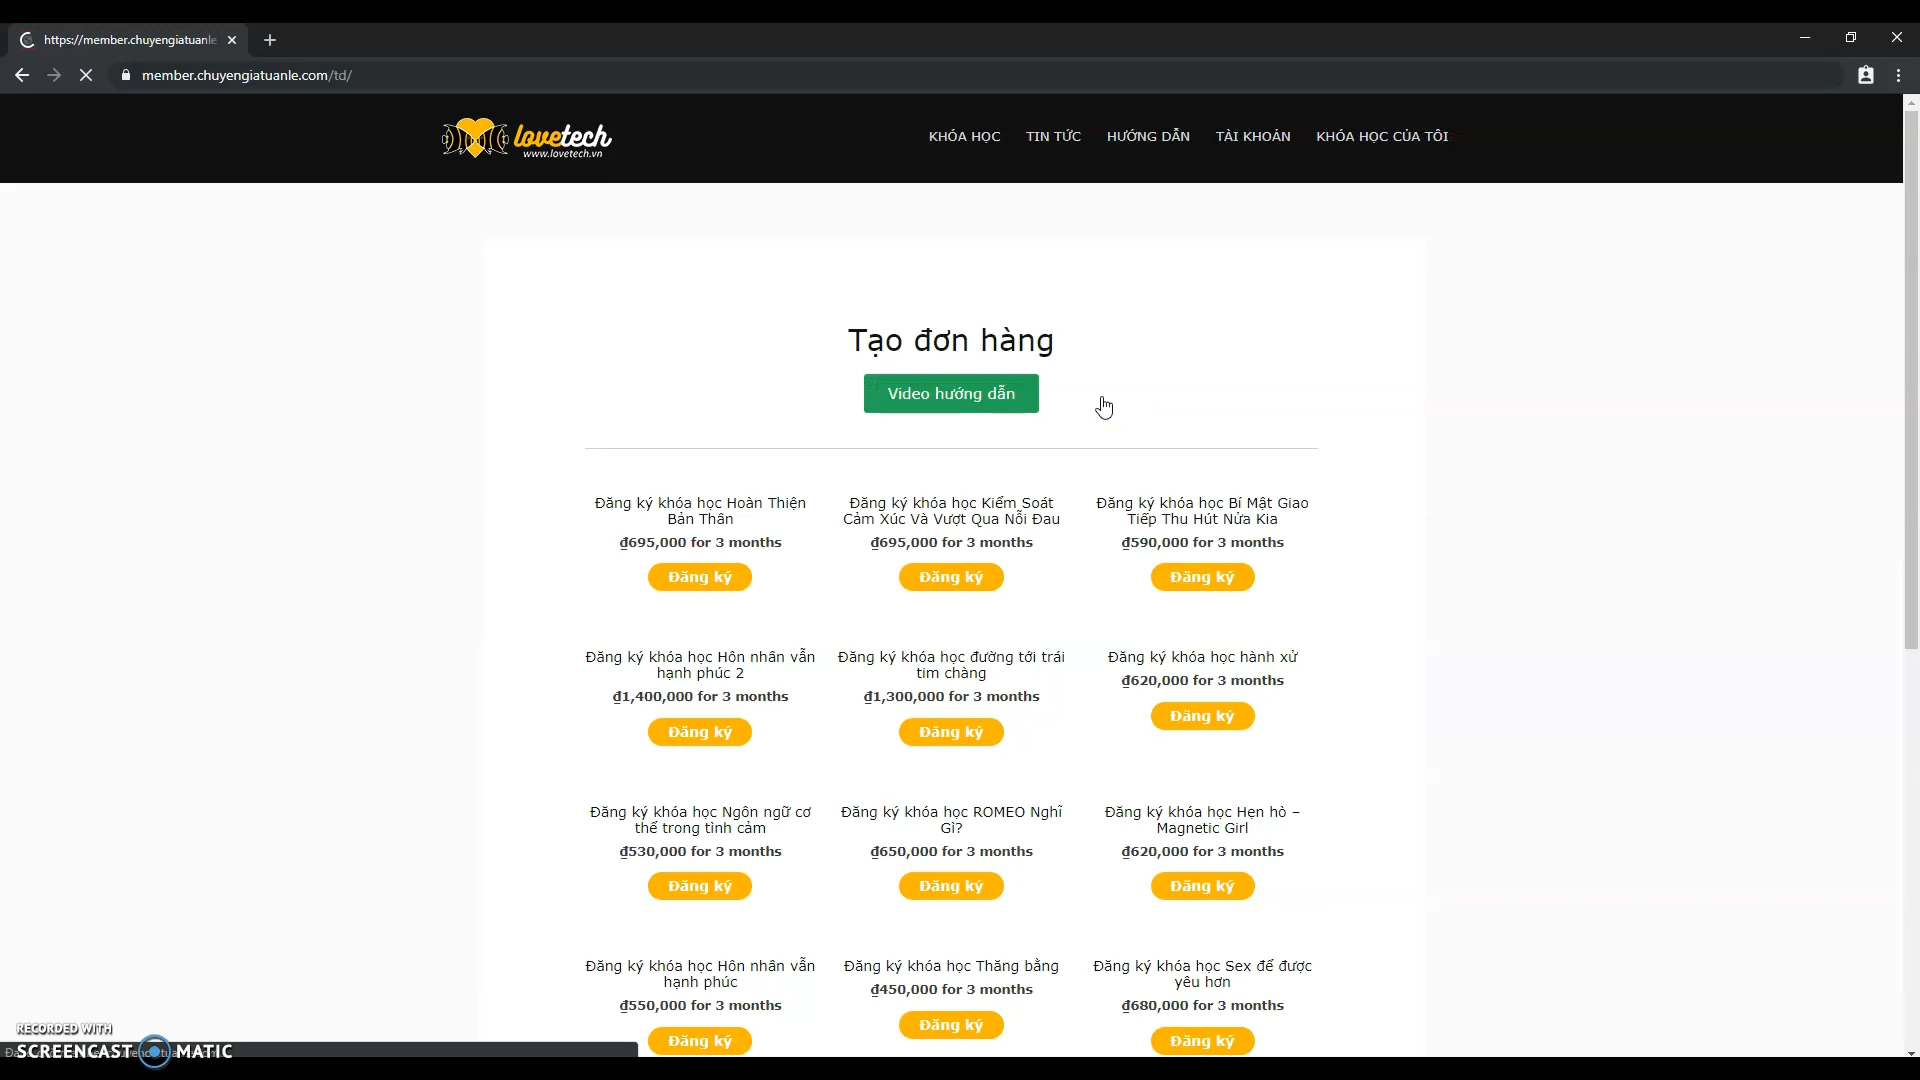 https://member.chuyengiatuanle
member.chuyengiatuanle.com/td/
lovetech
www.lovetech.vn
KHÓA HỌC TIN TỨC HƯỚNG DẪN TÀI KHOẢN KHÓA HỌC CỦA TÔI
Tạo đơn hàng
Video hướng dẫn
Đăng ký khóa học Hoàn Thiện
Bản Thân
₫695,000 for 3 months
Đăng ký
Đăng ký khóa học Kiểm Soát
Cảm Xúc Và Vượt Qua Nỗi Đau
₫695,000 for 3 months
Đăng ký
Đăng ký khóa học Bí Mật Giao
Tiếp Thu Hút Nửa Kia
₫590,000 for 3 months
Đăng ký
Đăng ký khóa học Hôn nhân vẫn
hạnh phúc 2
₫1,400,000 for 3 months
Đăng ký
Đăng ký khóa học đường tới trái
tim chàng
₫1,300,000 for 3 months
Đăng ký
Đăng ký khóa học hành xử
₫620,000 for 3 months
Đăng ký
Đăng ký khóa học Ngôn ngữ cơ
thể trong tình cảm
₫530,000 for 3 months
Đăng ký
Đăng ký khóa học ROMEO Nghĩ
Gì?
₫650,000 for 3 months
Đăng ký
Đăng ký khóa học Hẹn hò –
Magnetic Girl
₫620,000 for 3 months
Đăng ký
Đăng ký khóa học Hôn nhân vẫn
hạnh phúc
₫550,000 for 3 months
Đăng ký
Đăng ký khóa học Thăng bằng
₫450,000 for 3 months
Đăng ký
Đăng ký khóa học Sex để được
yêu hơn
₫680,000 for 3 months
Đăng ký
RECORDED WITH
SCREENCAST MATIC